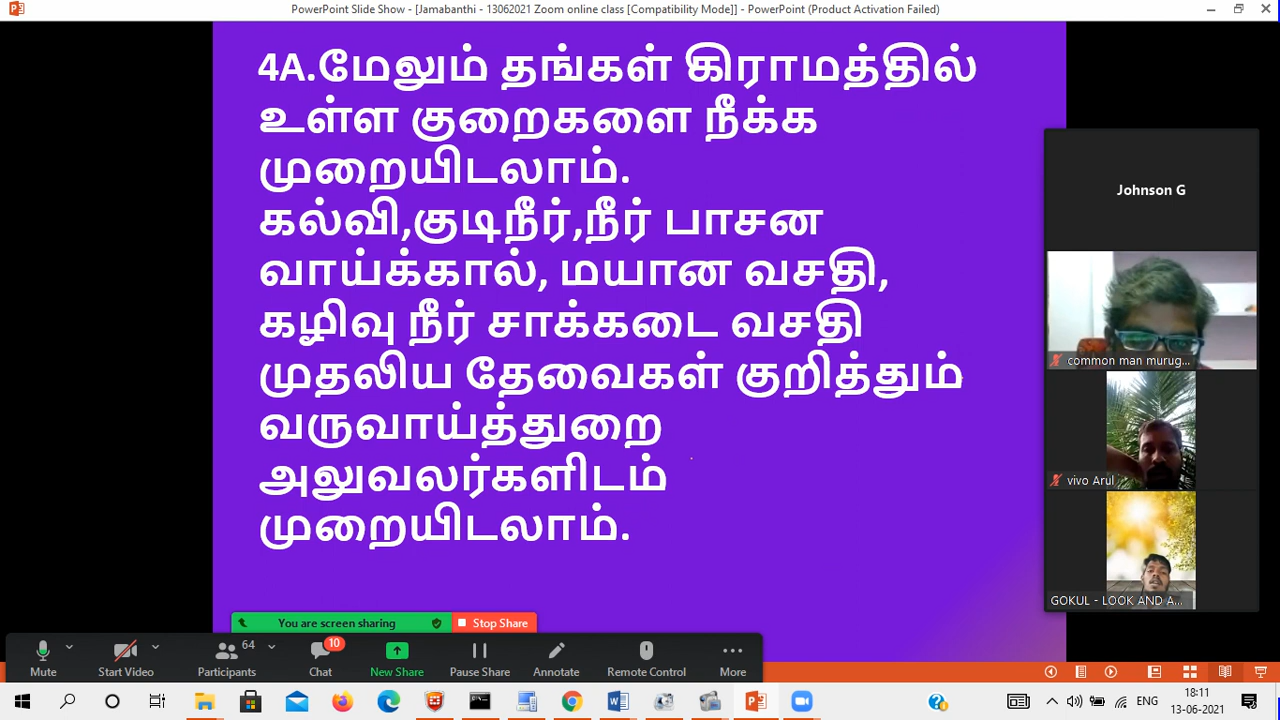 PowerPoint Slide Show - [Jamabanthi - 13062021 Zoom online class [Compatibility Mode]] - PowerPoint (Product Activation Failed)
4A.மேலும் தங்கள் கிராமத்தில்
உள்ள குறைகளை நீக்க
முறையிடலாம்.
கல்வி,குடிநீர்,நீர் பாசன
வாய்க்கால், மயான வசதி,
கழிவு நீர் சாக்கடை வசதி
முதலிய தேவைகள் குறித்தும்
வருவாய்த்துறை
அலுவலர்களிடம்
முறையிடலாம்.
Johnson G
common man murug...
vivo Arul
GOKUL - LOOK AND A...
You are screen sharing
Stop Share
64
10
Mute
Start Video
Participants
Chat
New Share
Pause Share
Annotate
Remote Control
More
ENG
18:11
13-06-2021